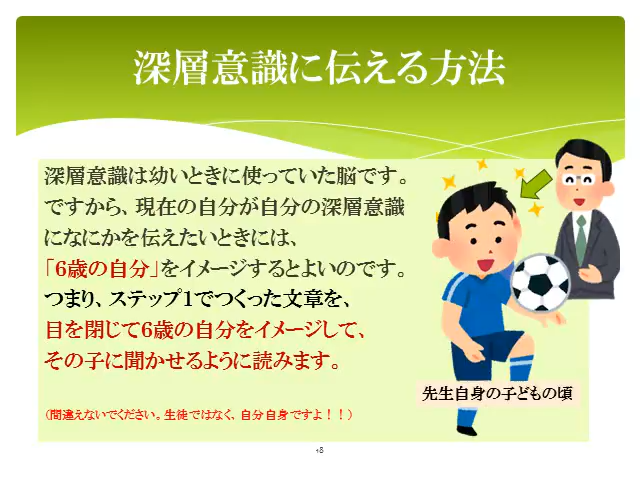 深層意識に伝える方法
深層意識は幼いときに使っていた脳です。
ですから、現在の自分が自分の深層意識
になにかを伝えたいときには、
「6歳の自分」をイメージするとよいのです。
つまり、ステップ1でつくった文章を、
目を閉じて6歳の自分をイメージして、
その子に聞かせるように読みます。
先生自身の子どもの頃
（間違えないでください。生徒ではなく、自分自身ですよ！！）
18